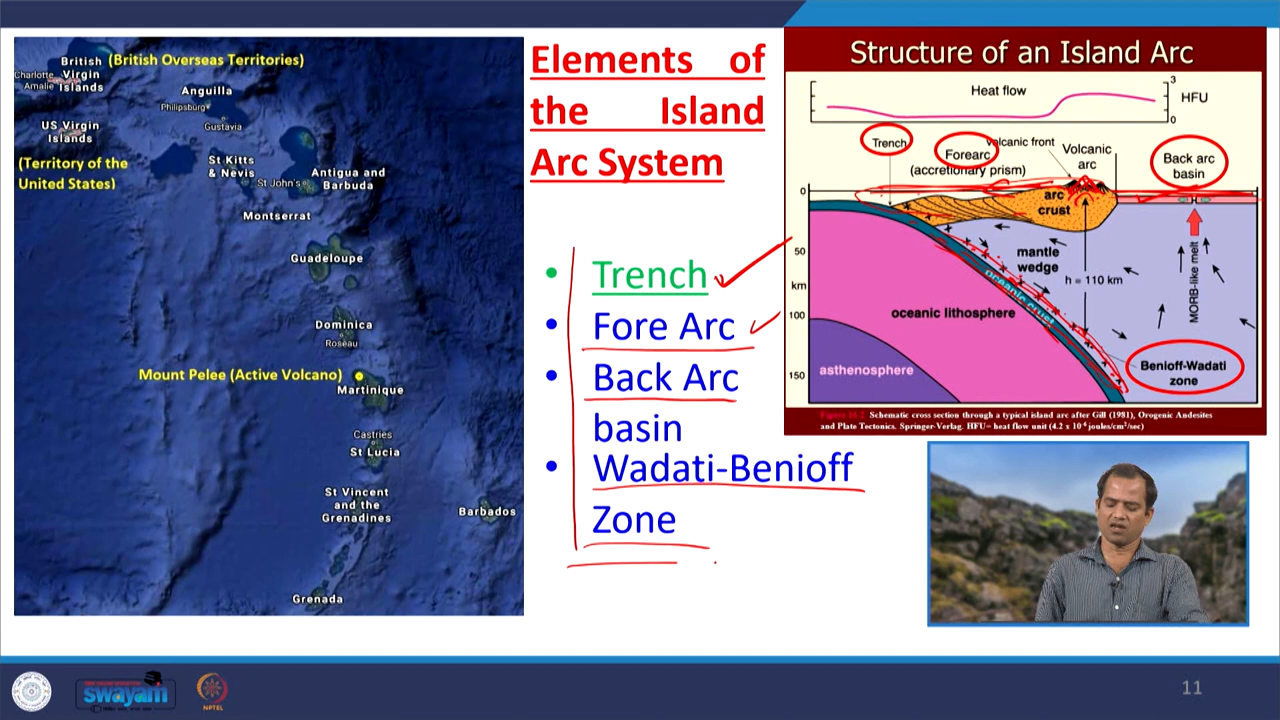 British (British Overseas Territories)
Charlotte Virgin
Amalie Islands
Anguilla
Philipsburg
Gustavia
US Virgin
Islands
(Territory of the
United States)
St Kitts
& Nevis
St John's
Antigua and
Barbuda
Montserrat
Guadeloupe
Dominica
Roseau
Mount Pelee (Active Volcano)
Martinique
Castries
St Lucia
St Vincent
and the
Grenadines
Barbados
Grenada
Elements of
the Island
Arc System
• Trench
• Fore Arc
• Back Arc
basin
• Wadati-Benioff
Zone
Structure of an Island Arc
Heat flow
3
HFU
0
Trench
Forearc
(accretionary prism)
volcanic front
Volcanic
arc
Back arc
basin
0
arc
crust
50
km
100
150
mantle
wedge
h = 110 km
MORB-like melt
oceanic crust
oceanic lithosphere
asthenosphere
Benioff-Wadati
zone
Schematic cross section through a typical island arc after Gill (1981), Orogenic Andesites
and Plate Tectonics. Springer-Verlag. HFU= heat flow unit (4.2 x 10⁻⁶ joules/cm²/sec)
swayam
NPTEL
11